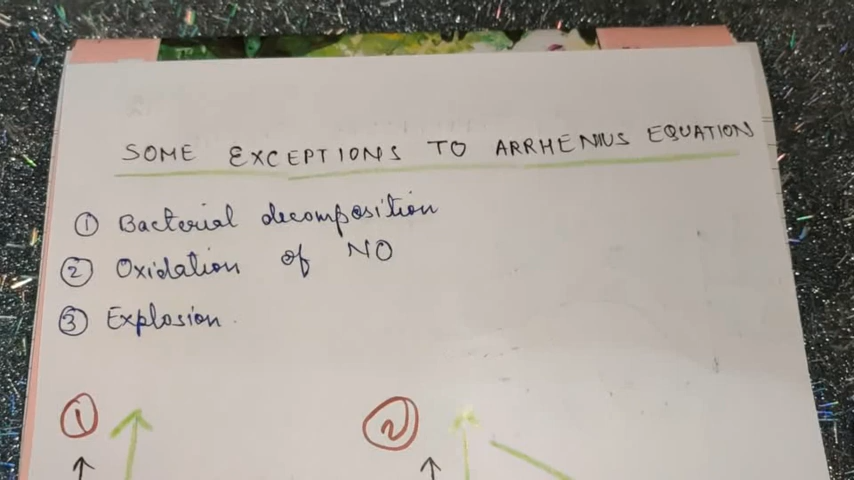 SOME EXCEPTIONS TO ARRHENIUS EQUATION
① Bacterial decomposition
② Oxidation of NO
③ Explosion.
① ②